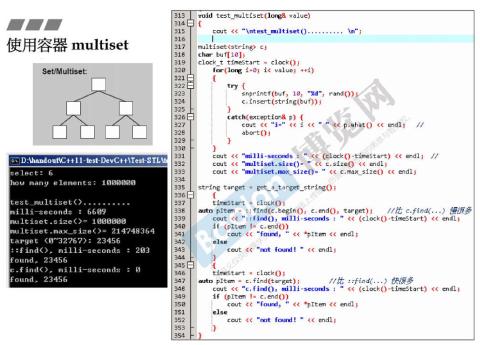 使用容器 multiset
Set/Multiset:
D:\handout\C++11-test-DevC++\Test-STL\
select: 6
how many elements: 1000000
test_multiset()..........
milli-seconds : 6609
multiset.size()= 1000000
multiset.max_size()= 214748364
target (0~32767): 23456
::find(), milli-seconds : 203
found, 23456
c.find(), milli-seconds : 0
found, 23456
313 void test_multiset(long& value)
314 {
315 cout << "\ntest_multiset().......... \n";
316
317 multiset<string> c;
318 char buf[10];
319 clock_t timeStart = clock();
320 for(long i=0; i< value; ++i)
321 {
322 try {
323 snprintf(buf, 10, "%d", rand());
324 c.insert(string(buf));
325 }
326 catch(exception& p) {
327 cout << "i=" << i << " " << p.what() << endl; //
328 abort();
329 }
330 }
331 cout << "milli-seconds : " << (clock()-timeStart) << endl; //
332 cout << "multiset.size()= " << c.size() << endl;
333 cout << "multiset.max_size()= " << c.max_size() << endl;
334
335 string target = get_a_target_string();
336 {
337 timeStart = clock();
338 auto pItem = ::find(c.begin(), c.end(), target); //比 c.find(...) 慢很多
339 cout << "::find(), milli-seconds : " << (clock()-timeStart) << endl;
340 if (pItem != c.end())
341 cout << "found, " << *pItem << endl;
342 else
343 cout << "not found! " << endl;
344 }
345 {
346 timeStart = clock();
347 auto pItem = c.find(target); //比 ::find(...) 快很多
348 cout << "c.find(), milli-seconds : " << (clock()-timeStart) << endl;
349 if (pItem != c.end())
350 cout << "found, " << *pItem << endl;
351 else
352 cout << "not found! " << endl;
353 }
354 }
博览网